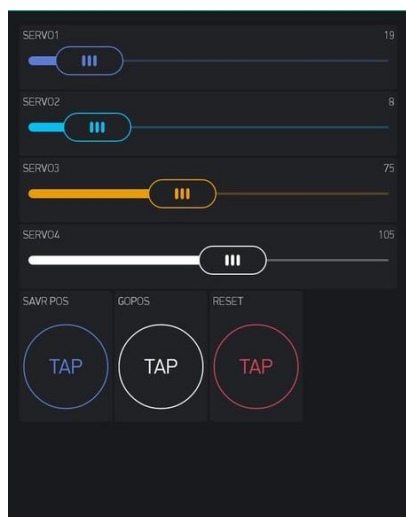 SERVO1 19
SERVO2 8
SERVO3 75
SERVO4 105
SAVR POS GOPOS RESET
TAP TAP TAP